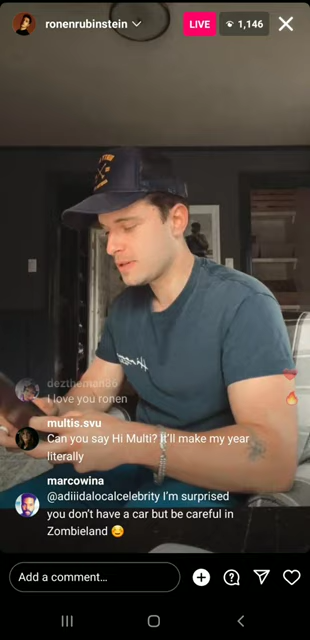 ronenrubinstein
LIVE
1,146
deztheman86
I love you ronen
multis.svu
Can you say Hi Multi? it'll make my year
literally
marcowina
@adiiidalocalcelebrity I'm surprised
you don't have a car but be careful in
Zombieland 😊
Add a comment...